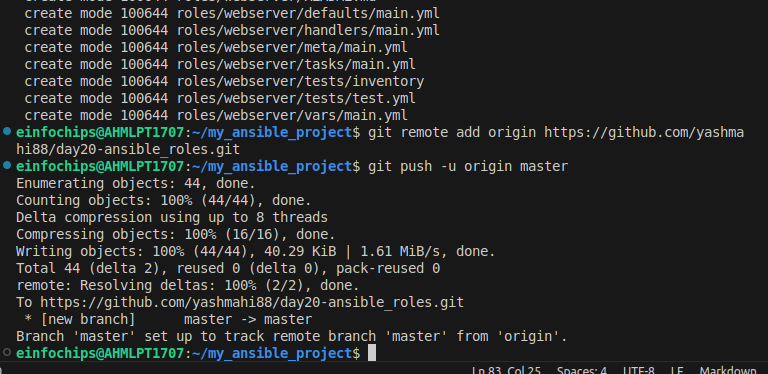 create mode 100644 roles/webserver/defaults/main.yml
create mode 100644 roles/webserver/handlers/main.yml
create mode 100644 roles/webserver/meta/main.yml
create mode 100644 roles/webserver/tasks/main.yml
create mode 100644 roles/webserver/tests/inventory
create mode 100644 roles/webserver/tests/test.yml
create mode 100644 roles/webserver/vars/main.yml
einfochips@AHMLPT1707:~/my_ansible_project$ git remote add origin https://github.com/yashma
hi88/day20-ansible_roles.git
einfochips@AHMLPT1707:~/my_ansible_project$ git push -u origin master
Enumerating objects: 44, done.
Counting objects: 100% (44/44), done.
Delta compression using up to 8 threads
Compressing objects: 100% (16/16), done.
Writing objects: 100% (44/44), 40.29 KiB | 1.61 MiB/s, done.
Total 44 (delta 2), reused 0 (delta 0), pack-reused 0
remote: Resolving deltas: 100% (2/2), done.
To https://github.com/yashmahi88/day20-ansible_roles.git
 * [new branch]      master -> master
Branch 'master' set up to track remote branch 'master' from 'origin'.
einfochips@AHMLPT1707:~/my_ansible_project$
Ln 83, Col 25 Spaces: 4 UTF-8 LF Markdown